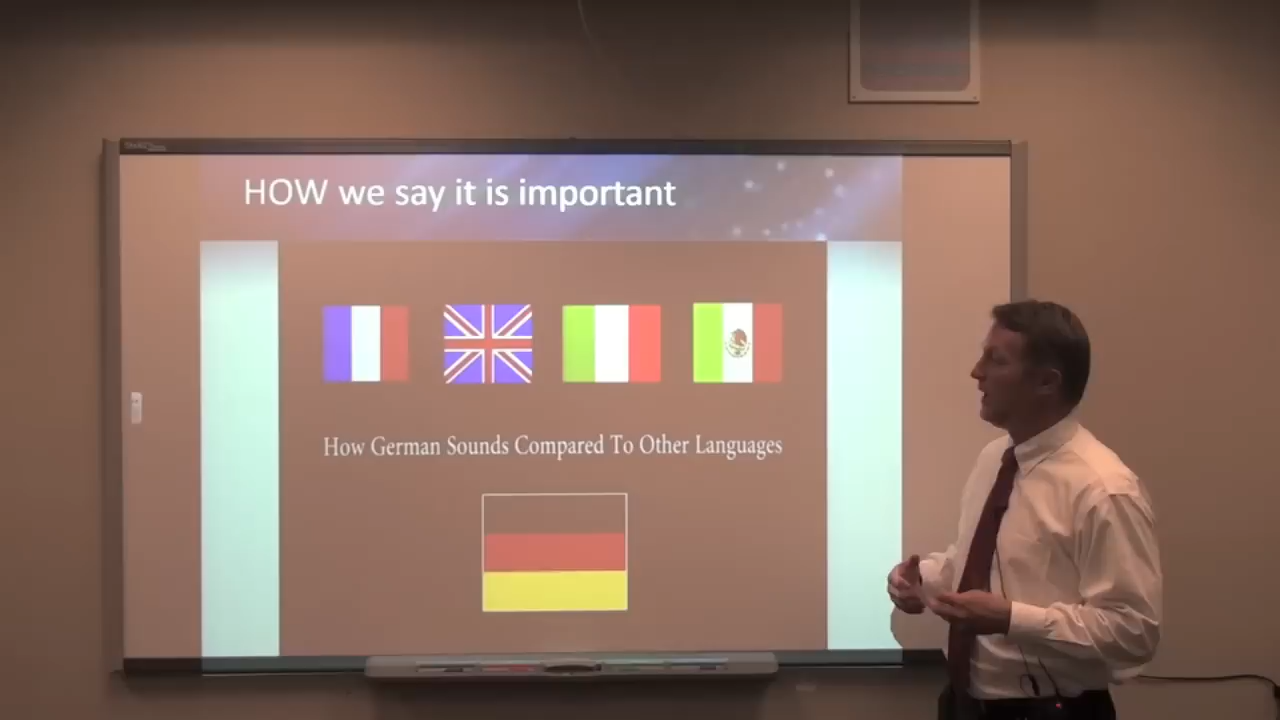 HOW we say it is important
How German Sounds Compared To Other Languages